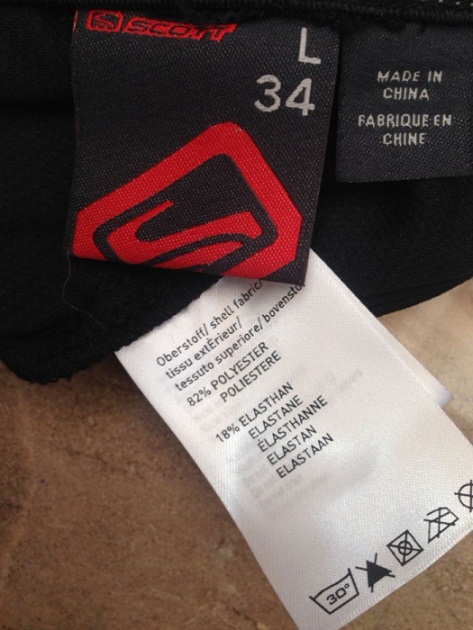 SCOTT
L
34
MADE IN
CHINA
FABRIQUE EN
CHINE
Oberstoff/ shell fabric/
tissu extÉrieur/
tessuto superiore/ bovensto
82% POLYESTER
POLIESTERE
18% ELASTHAN
ELASTANE
ÉLASTHANNE
ELASTAN
ELASTAAN
30°